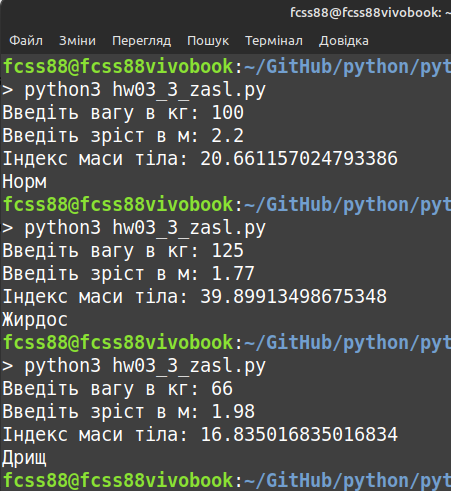 fcss88@fcss88vivobook: ~
Файл Зміни Перегляд Пошук Термінал Довідка
fcss88@fcss88vivobook:~/GitHub/python/pyt
> python3 hw03_3_zasl.py
Введіть вагу в кг: 100
Введіть зріст в м: 2.2
Індекс маси тіла: 20.661157024793386
Норм
fcss88@fcss88vivobook:~/GitHub/python/pyt
> python3 hw03_3_zasl.py
Введіть вагу в кг: 125
Введіть зріст в м: 1.77
Індекс маси тіла: 39.89913498675348
Жирдос
fcss88@fcss88vivobook:~/GitHub/python/pyt
> python3 hw03_3_zasl.py
Введіть вагу в кг: 66
Введіть зріст в м: 1.98
Індекс маси тіла: 16.835016835016834
Дрищ
fcss88@fcss88vivobook:~/GitHub/python/pyt